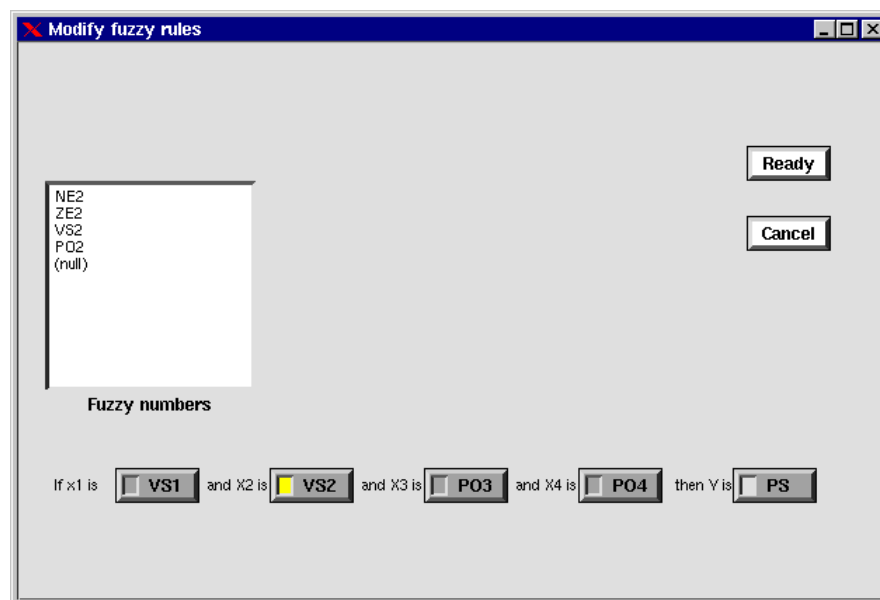 Modify fuzzy rules
Ready
NE2
ZE2
VS2
PO2
(null)
Cancel
Fuzzy numbers
If x1 is VS1 and X2 is VS2 and X3 is PO3 and X4 is PO4 then Y is PS